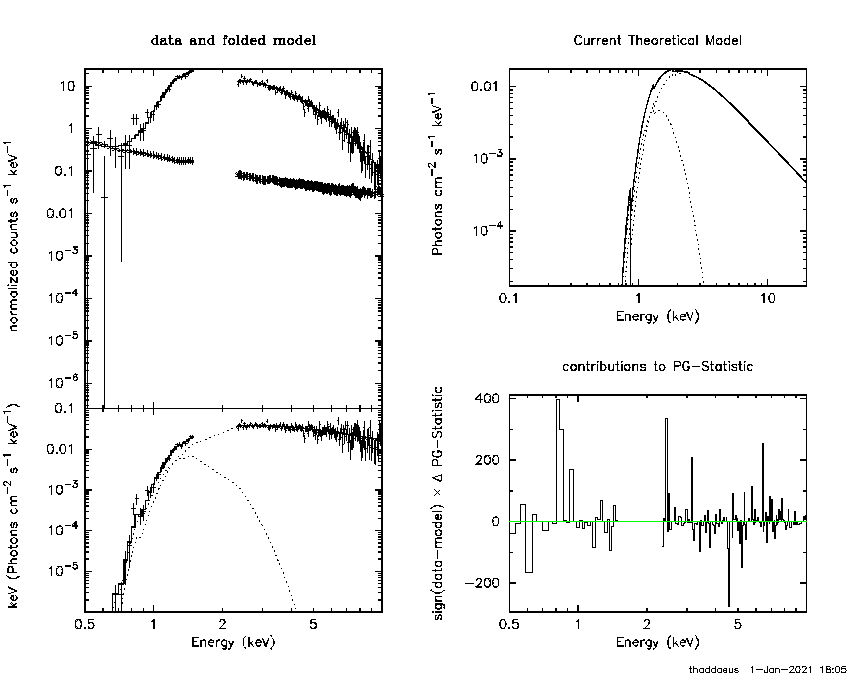 data and folded model
normalized counts s−1 keV−1
10
1
0.1
0.01
10−3
10−4
10−5
10−6
keV (Photons cm−2 s−1 keV−1)
0.1
0.01
10−3
10−4
10−5
0.5
1
2
5
Energy (keV)
Current Theoretical Model
Photons cm−2 s−1 keV−1
0.01
10−3
10−4
0.1
1
10
Energy (keV)
contributions to PG−Statistic
sign(data−model) × Δ PG−Statistic
400
200
0
−200
0.5
1
2
5
Energy (keV)
thaddaeus 1−Jan−2021 18:05